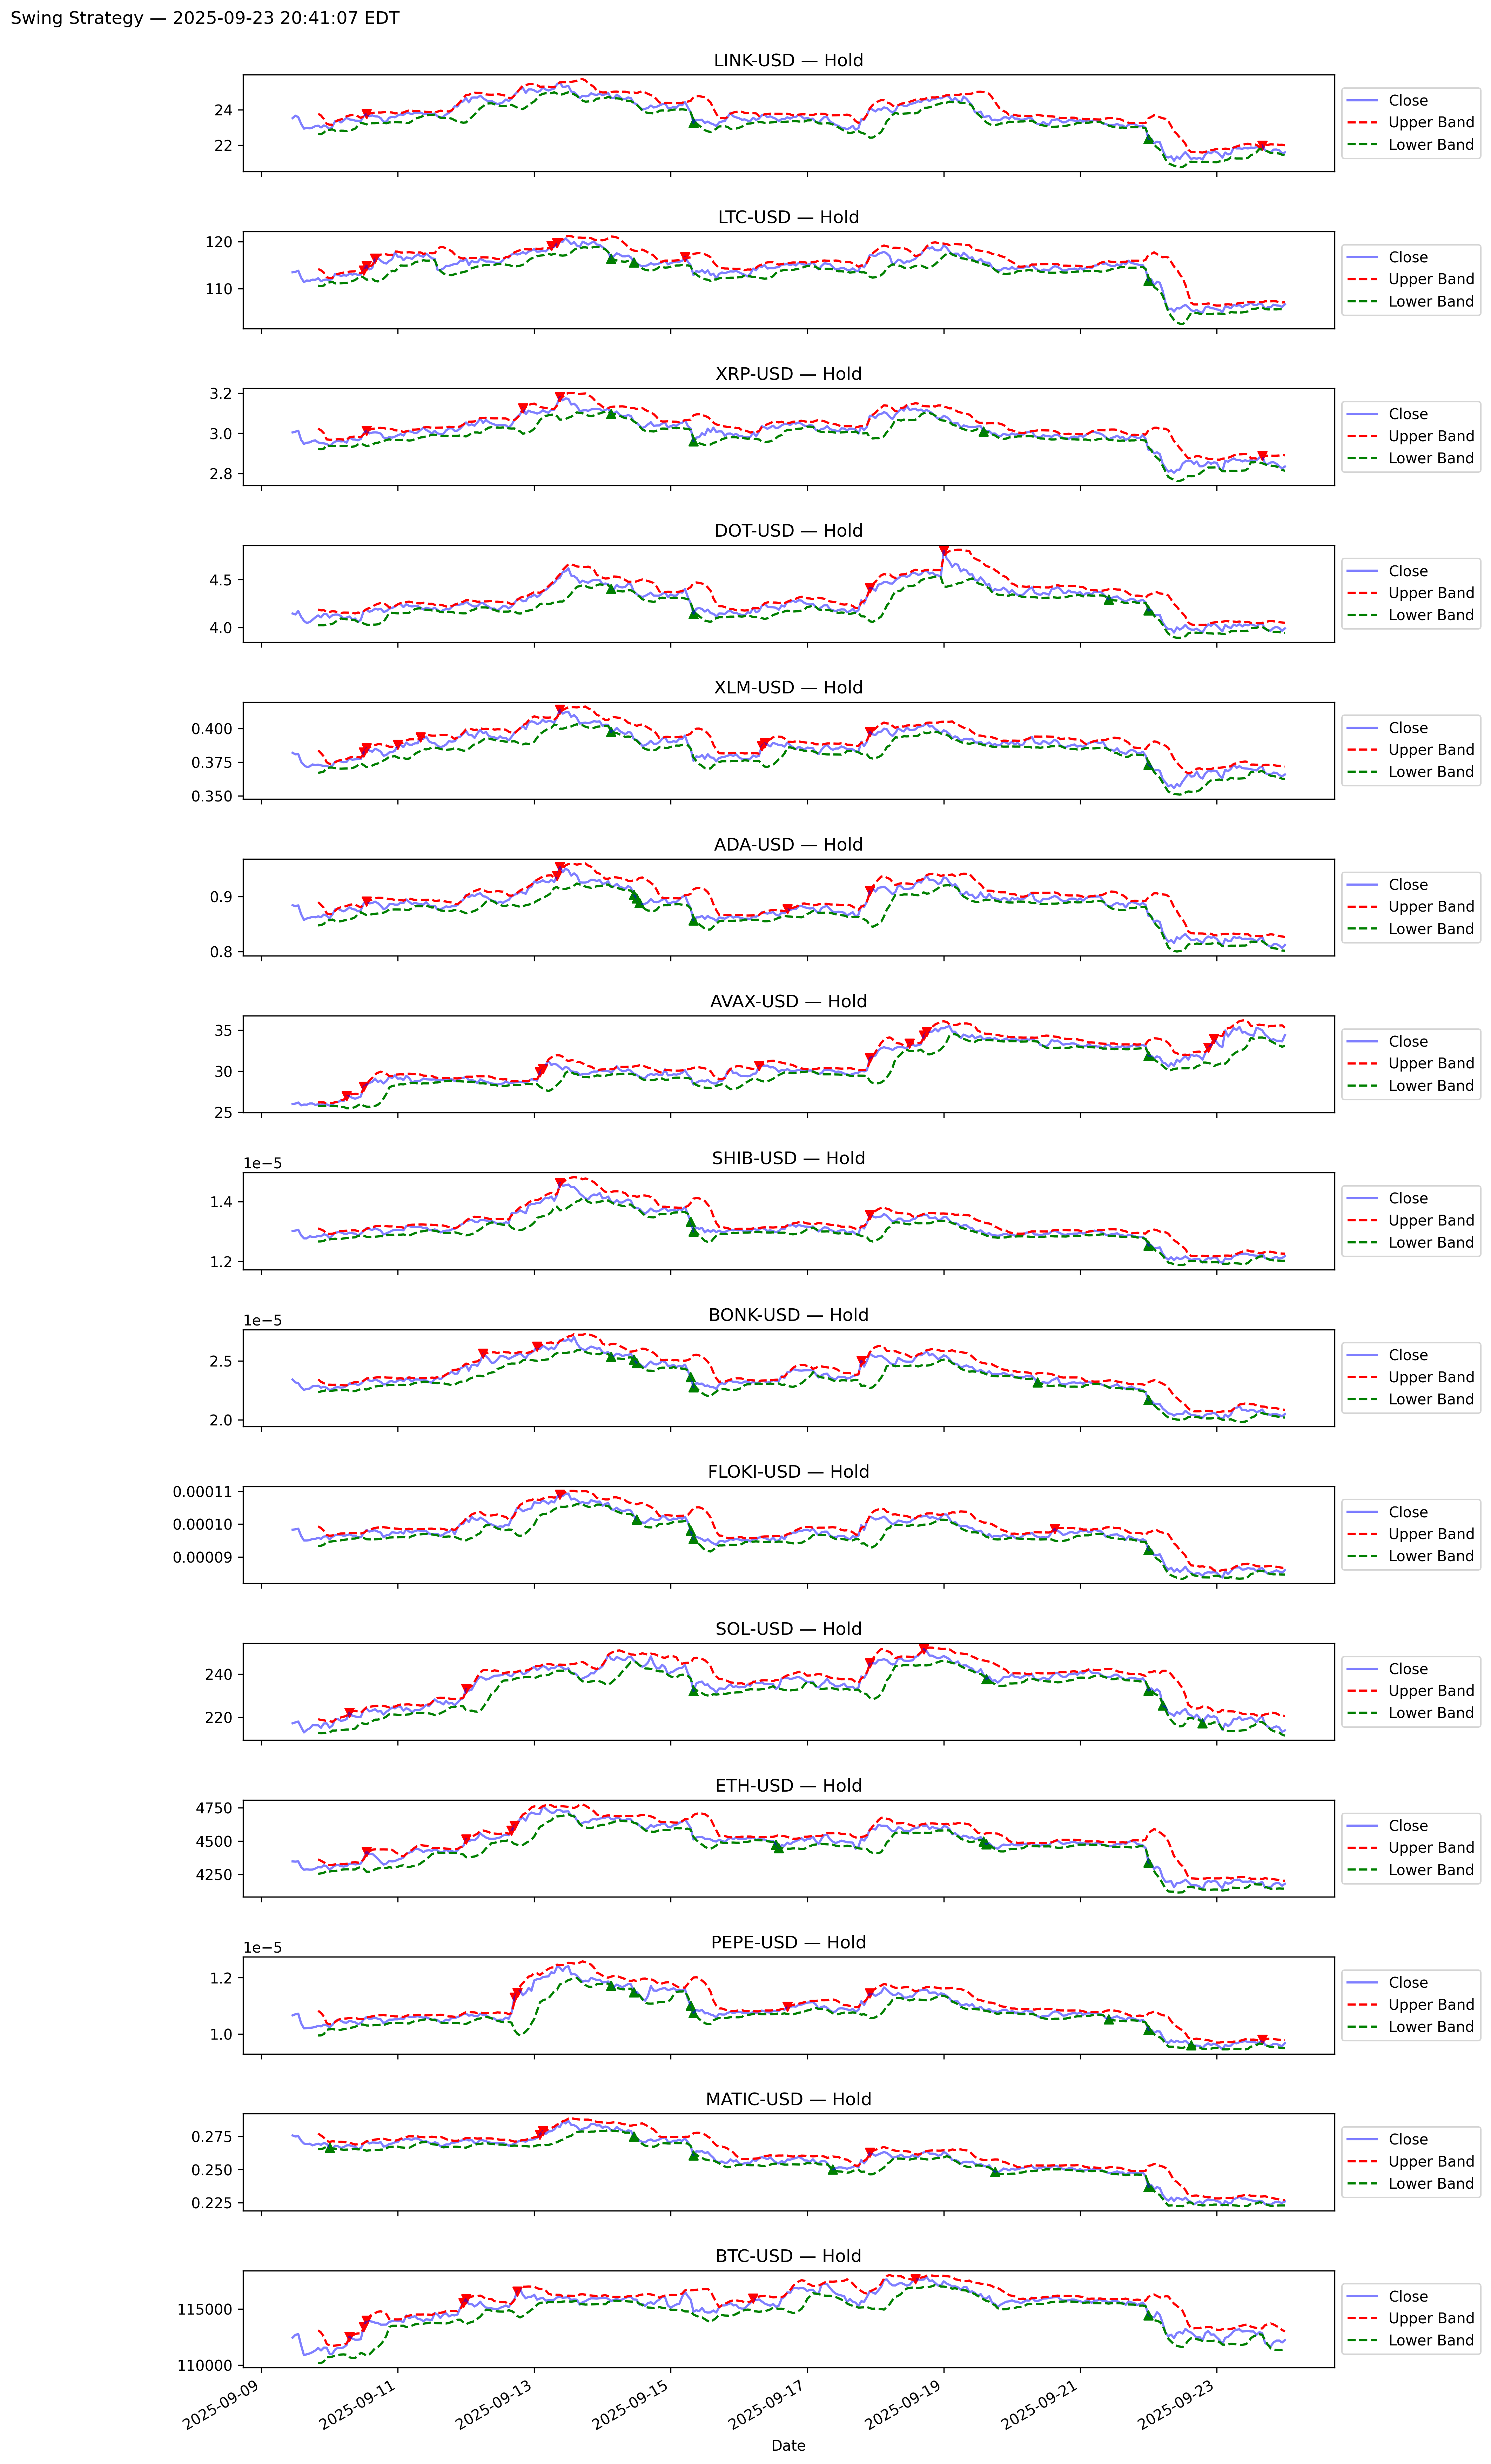 Swing Strategy — 2025-09-23 20:41:07 EDT
LINK-USD — Hold
24
22
Close
Upper Band
Lower Band
LTC-USD — Hold
120
110
Close
Upper Band
Lower Band
XRP-USD — Hold
3.2
3.0
2.8
Close
Upper Band
Lower Band
DOT-USD — Hold
4.5
4.0
Close
Upper Band
Lower Band
XLM-USD — Hold
0.400
0.375
0.350
Close
Upper Band
Lower Band
ADA-USD — Hold
0.9
0.8
Close
Upper Band
Lower Band
AVAX-USD — Hold
35
30
25
Close
Upper Band
Lower Band
SHIB-USD — Hold
1e−5
1.4
1.2
Close
Upper Band
Lower Band
BONK-USD — Hold
1e−5
2.5
2.0
Close
Upper Band
Lower Band
FLOKI-USD — Hold
0.00011
0.00010
0.00009
Close
Upper Band
Lower Band
SOL-USD — Hold
240
220
Close
Upper Band
Lower Band
ETH-USD — Hold
4750
4500
4250
Close
Upper Band
Lower Band
PEPE-USD — Hold
1e−5
1.2
1.0
Close
Upper Band
Lower Band
MATIC-USD — Hold
0.275
0.250
0.225
Close
Upper Band
Lower Band
BTC-USD — Hold
115000
110000
Close
Upper Band
Lower Band
2025-09-09
2025-09-11
2025-09-13
2025-09-15
2025-09-17
2025-09-19
2025-09-21
2025-09-23
Date